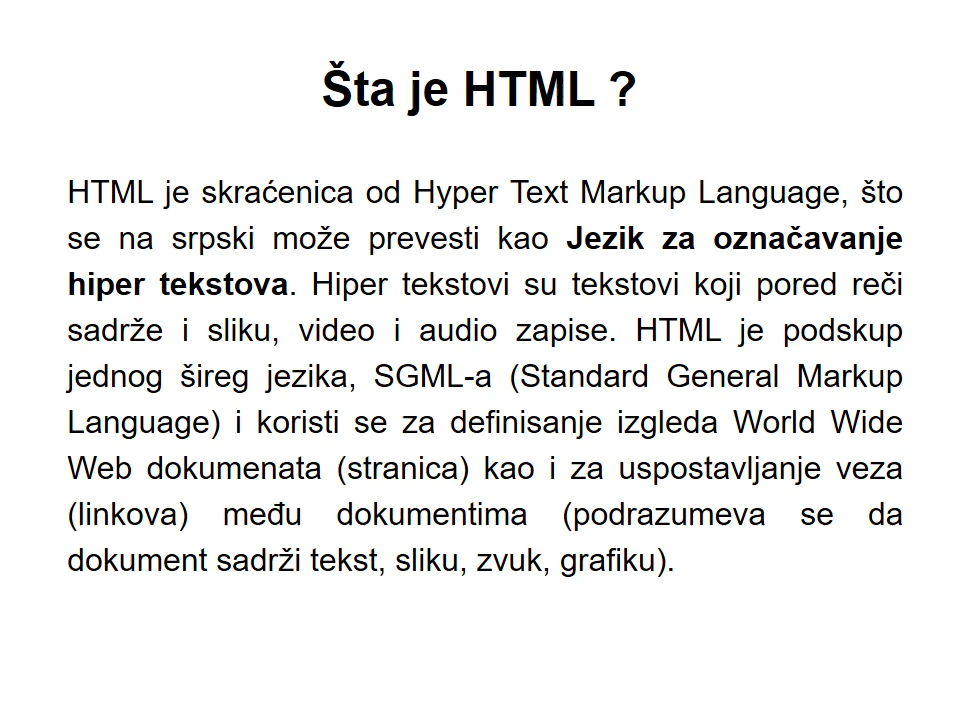 Šta je HTML ?
HTML je skraćenica od Hyper Text Markup Language, što
se na srpski može prevesti kao Jezik za označavanje
hiper tekstova. Hiper tekstovi su tekstovi koji pored reči
sadrže i sliku, video i audio zapise. HTML je podskup
jednog šireg jezika, SGML-a (Standard General Markup
Language) i koristi se za definisanje izgleda World Wide
Web dokumenata (stranica) kao i za uspostavljanje veza
(linkova) među dokumentima (podrazumeva se da
dokument sadrži tekst, sliku, zvuk, grafiku).